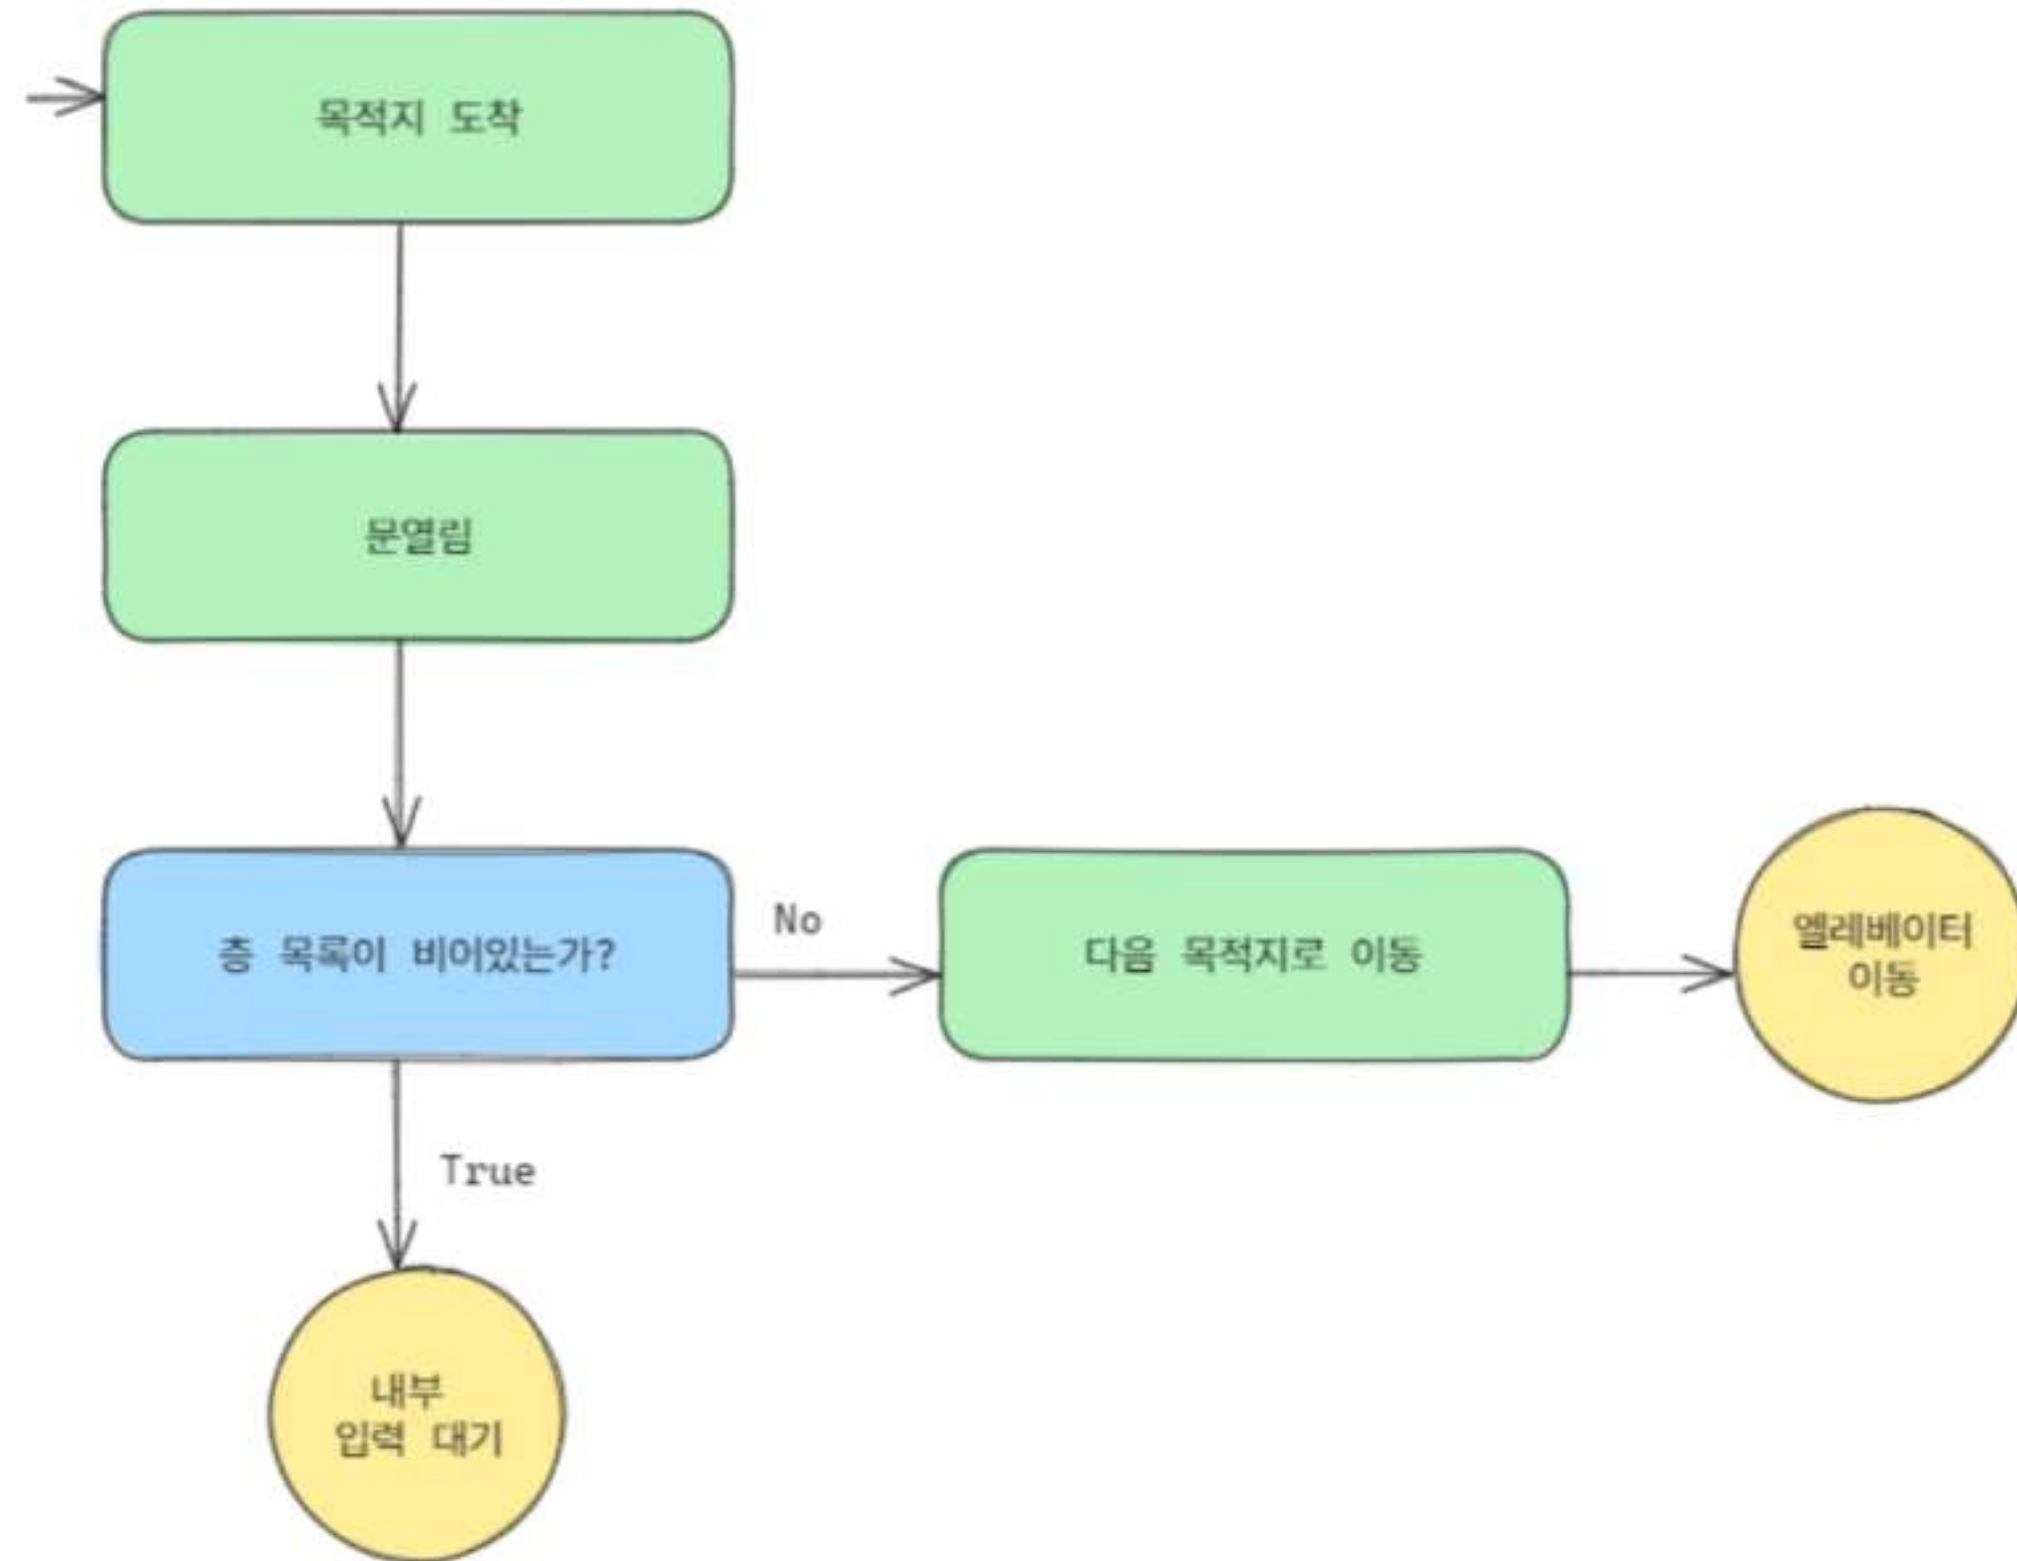 목적지 도착
문열림
층 목록이 비어있는가?
No
다음 목적지로 이동
엘레베이터
이동
True
내부
입력 대기